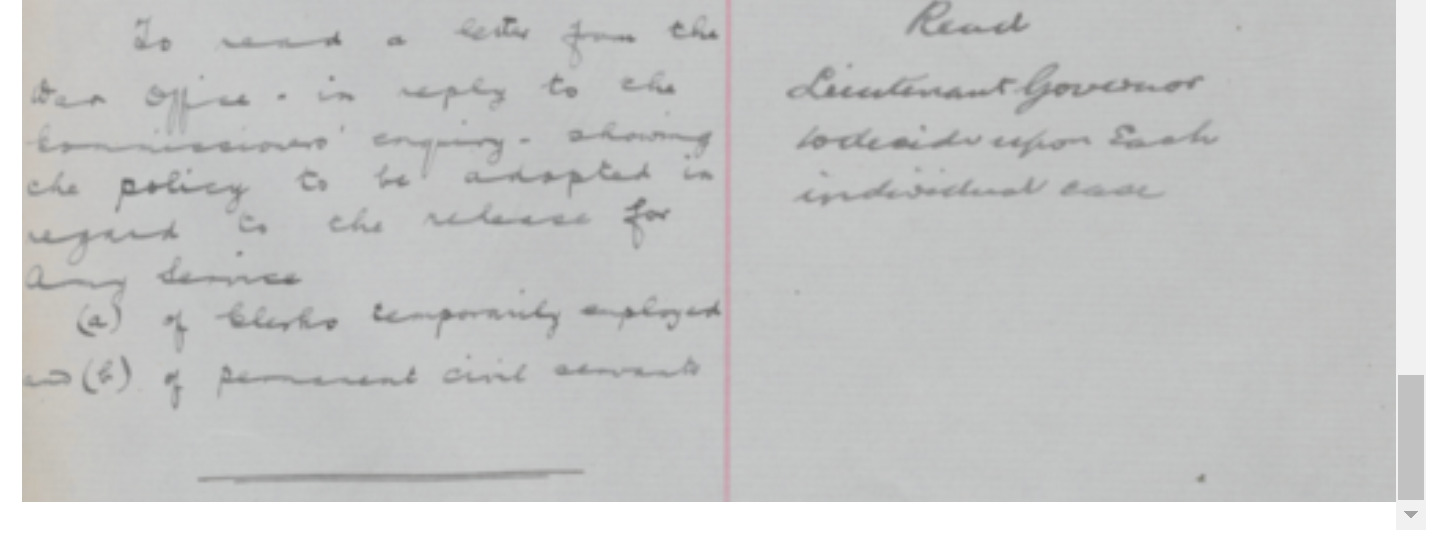 To read a letter from the
War Office - in reply to the
Commissioners' enquiry - showing
the policy to be adopted in
regard to the release for
Army Service
(a) of Clerks temporarily employed
and (b) of permanent civil servants
Read
Lieutenant Governor
to decide upon Each
individual case